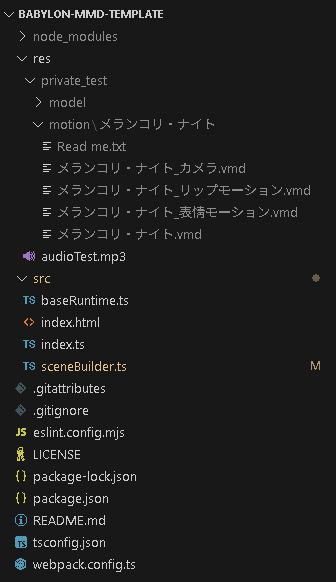 BABYLON-MMD-TEMPLATE
node_modules
res
private_test
model
motion\メランコリ・ナイト
Read me.txt
メランコリ・ナイト_カメラ.vmd
メランコリ・ナイト_リップモーション.vmd
メランコリ・ナイト_表情モーション.vmd
メランコリ・ナイト.vmd
audioTest.mp3
src
TS baseRuntime.ts
<> index.html
TS index.ts
TS sceneBuilder.ts M
.gitattributes
.gitignore
JS eslint.config.mjs
LICENSE
{} package-lock.json
{} package.json
README.md
TS tsconfig.json
webpack.config.ts